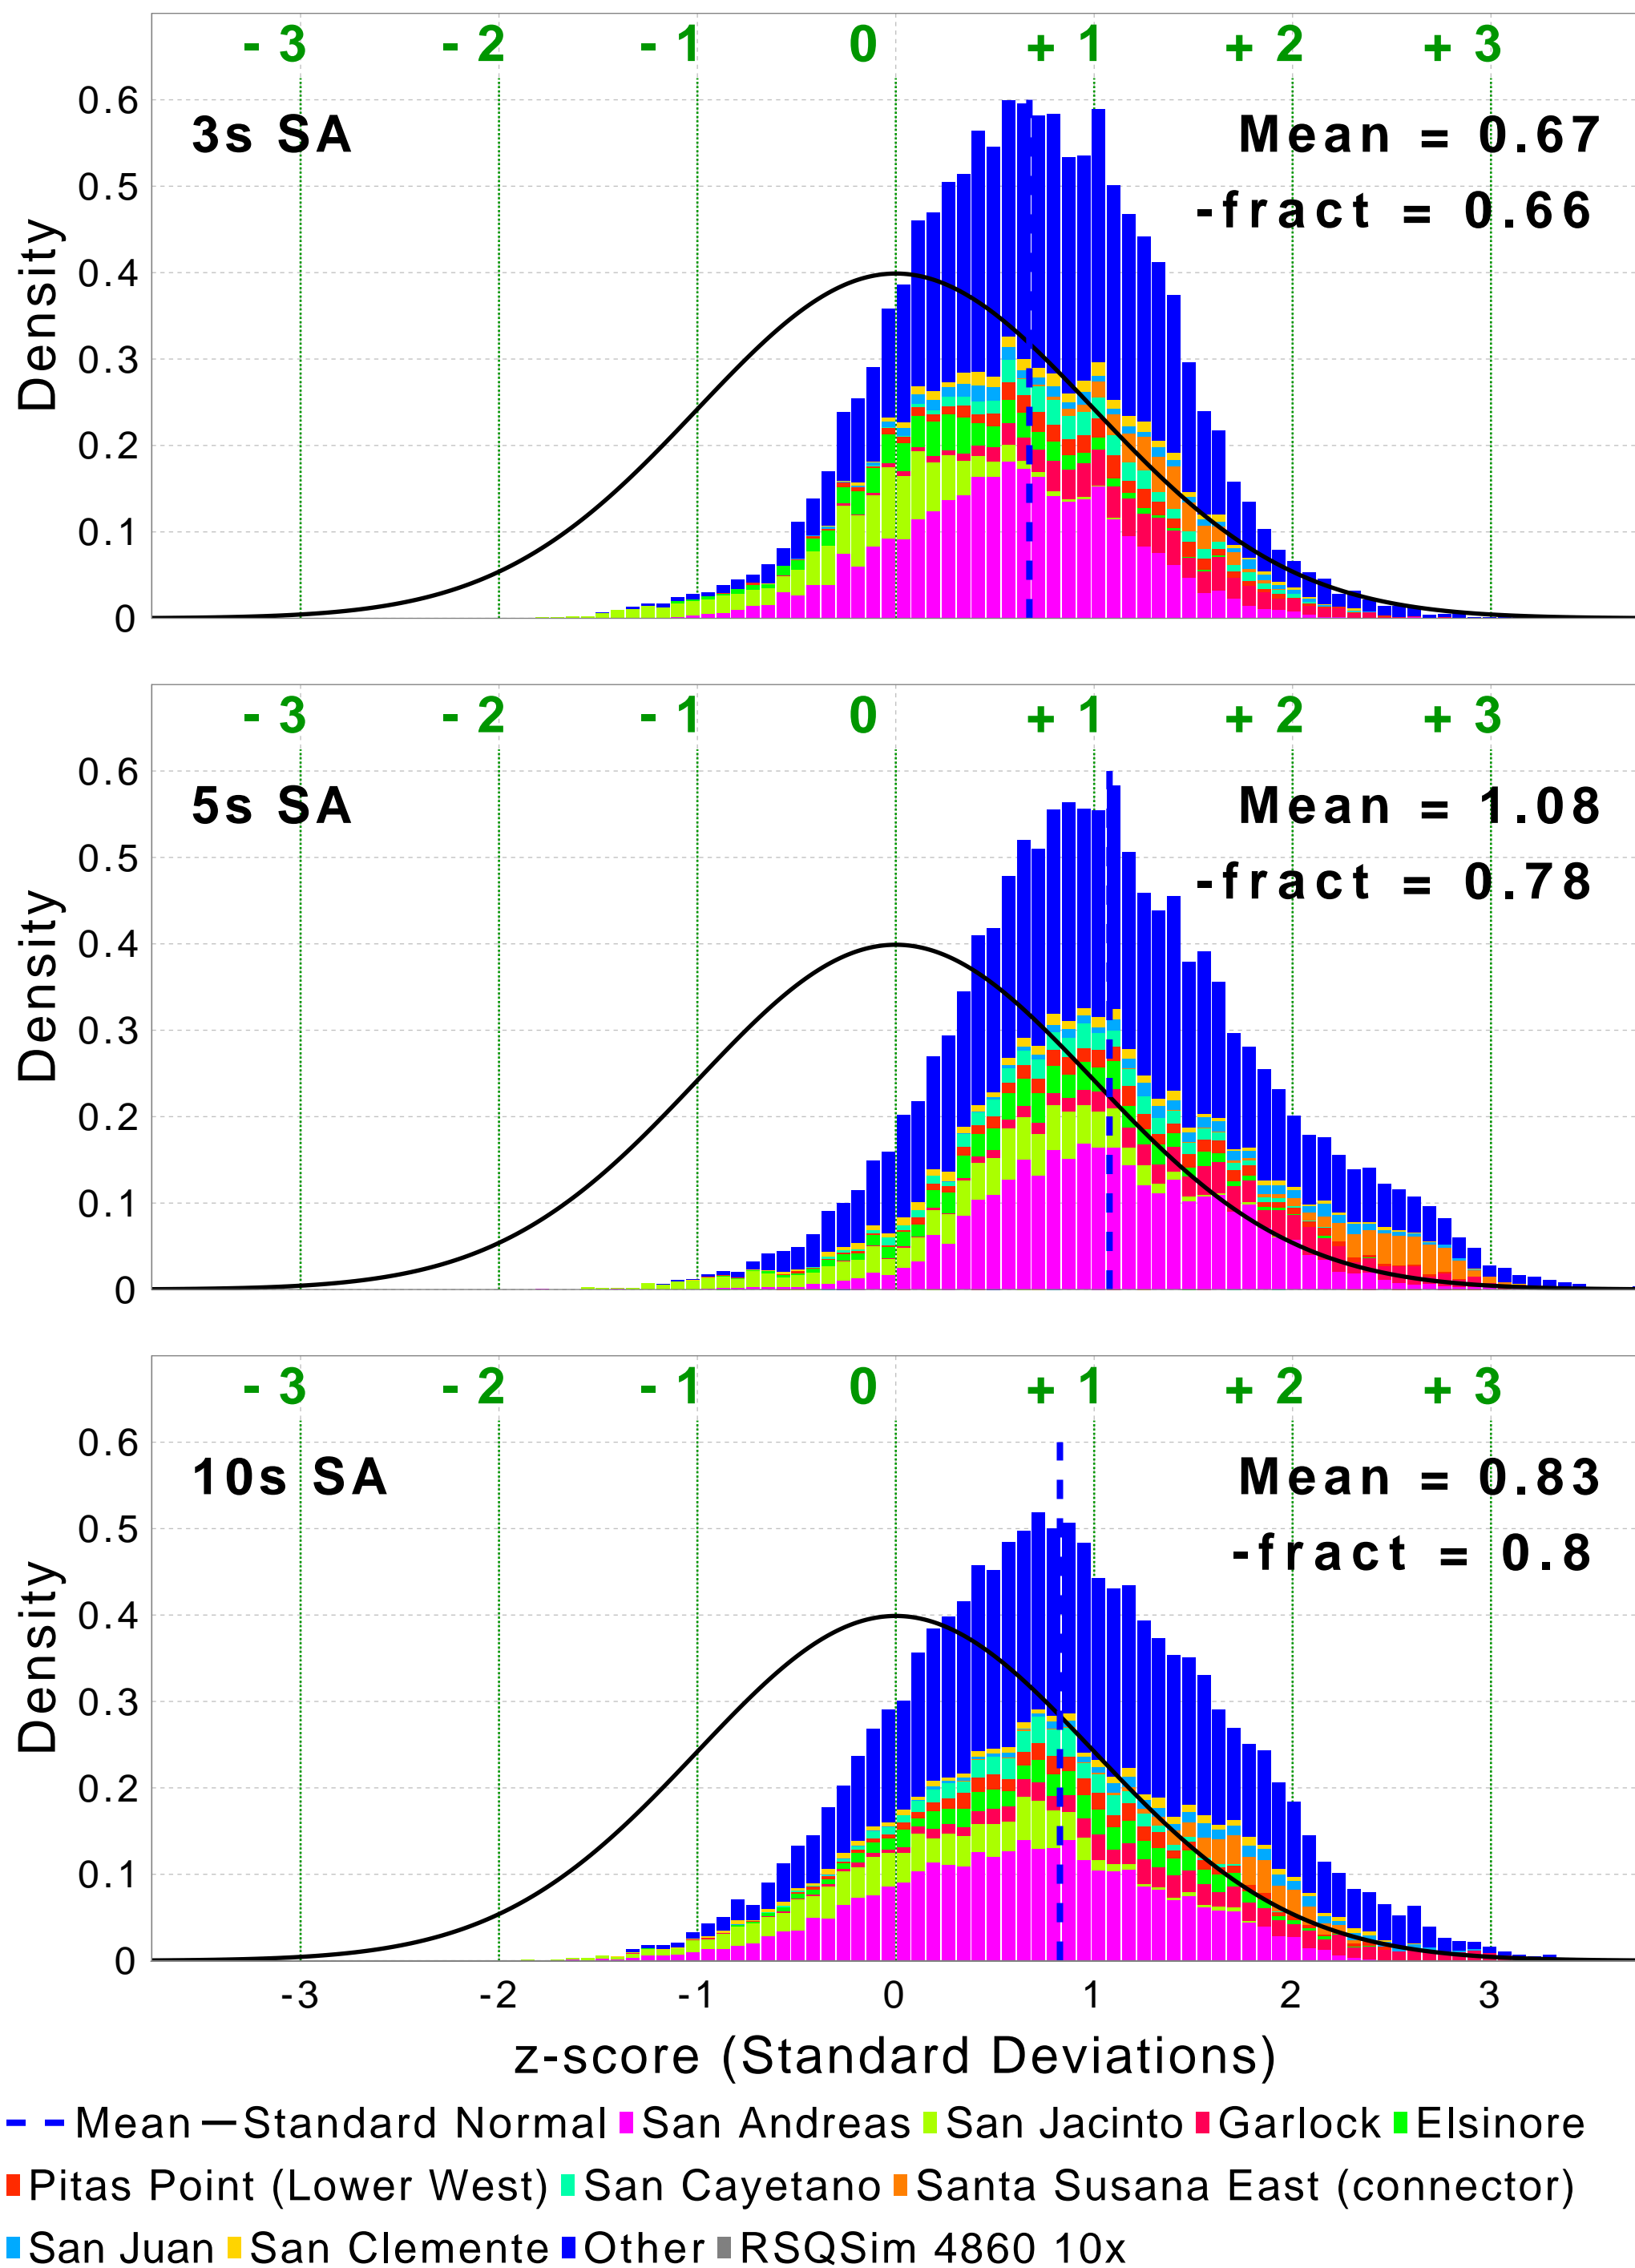 - 3 - 2 - 1 0 + 1 + 2 + 3
0.6
3s SA
Mean = 0.67
0.5
-fract = 0.66
0.4
0.3
0.2
0.1
0
Density
- 3 - 2 - 1 0 + 1 + 2 + 3
0.6
5s SA
Mean = 1.08
0.5
-fract = 0.78
0.4
0.3
0.2
0.1
0
Density
- 3 - 2 - 1 0 + 1 + 2 + 3
0.6
10s SA
Mean = 0.83
0.5
-fract = 0.8
0.4
0.3
0.2
0.1
0
Density
-3 -2 -1 0 1 2 3
z-score (Standard Deviations)
Mean Standard Normal San Andreas San Jacinto Garlock Elsinore
Pitas Point (Lower West) San Cayetano Santa Susana East (connector)
San Juan San Clemente Other RSQSim 4860 10x